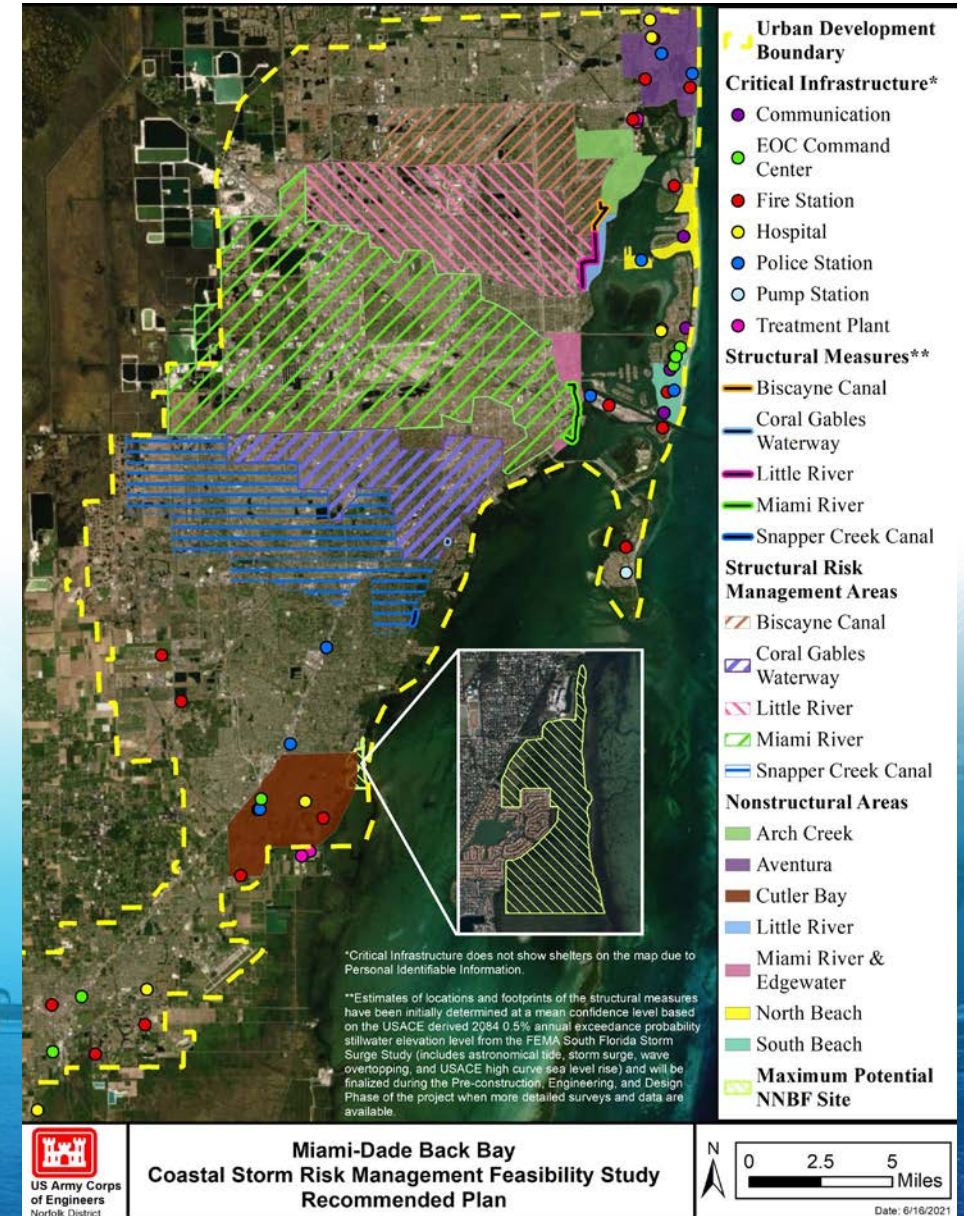 Urban Development
Boundary
Critical Infrastructure*
Communication
EOC Command
Center
Fire Station
Hospital
Police Station
Pump Station
Treatment Plant
Structural Measures**
Biscayne Canal
Coral Gables
Waterway
Little River
Miami River
Snapper Creek Canal
Structural Risk
Management Areas
Biscayne Canal
Coral Gables
Waterway
Little River
Miami River
Snapper Creek Canal
Nonstructural Areas
Arch Creek
Aventura
Cutler Bay
Little River
Miami River &
Edgewater
North Beach
South Beach
Maximum Potential
NNBF Site
*Critical Infrastructure does not show shelters on the map due to
Personal Identifiable Information.
**Estimates of locations and footprints of the structural measures
have been initially determined at a mean confidence level based
on the USACE derived 2084 0.5% annual exceedance probability
stillwater elevation level from the FEMA South Florida Storm
Surge Study (includes astronomical tide, storm surge, wave
overtopping, and USACE high curve sea level rise) and will be
finalized during the Pre-construction, Engineering, and Design
Phase of the project when more detailed surveys and data are
available.
US Army Corps
of Engineers
Norfolk District
Miami-Dade Back Bay
Coastal Storm Risk Management Feasibility Study
Recommended Plan
N
0 2.5 5
Miles
Date: 6/16/2021